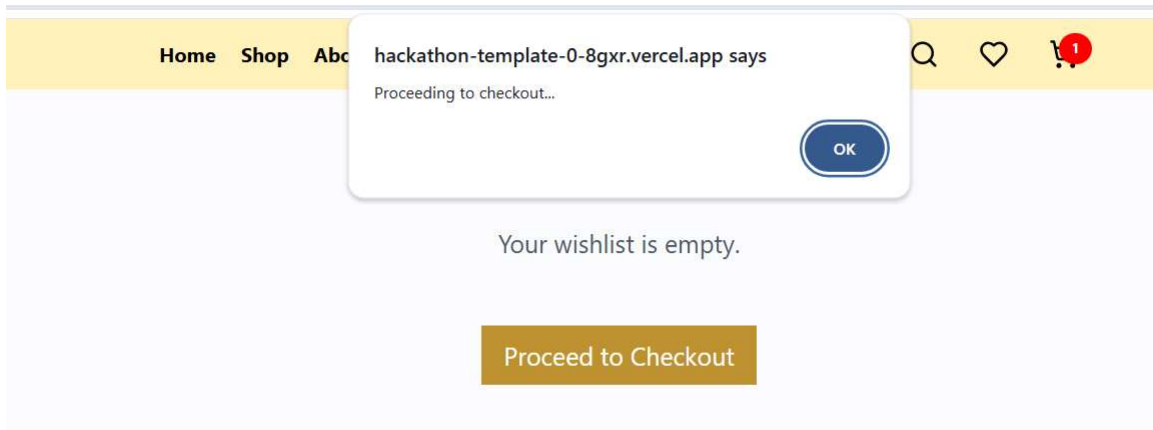 Home Shop Abo
hackathon-template-0-8gxr.vercel.app says
1
Proceeding to checkout...
OK
Your wishlist is empty.
Proceed to Checkout